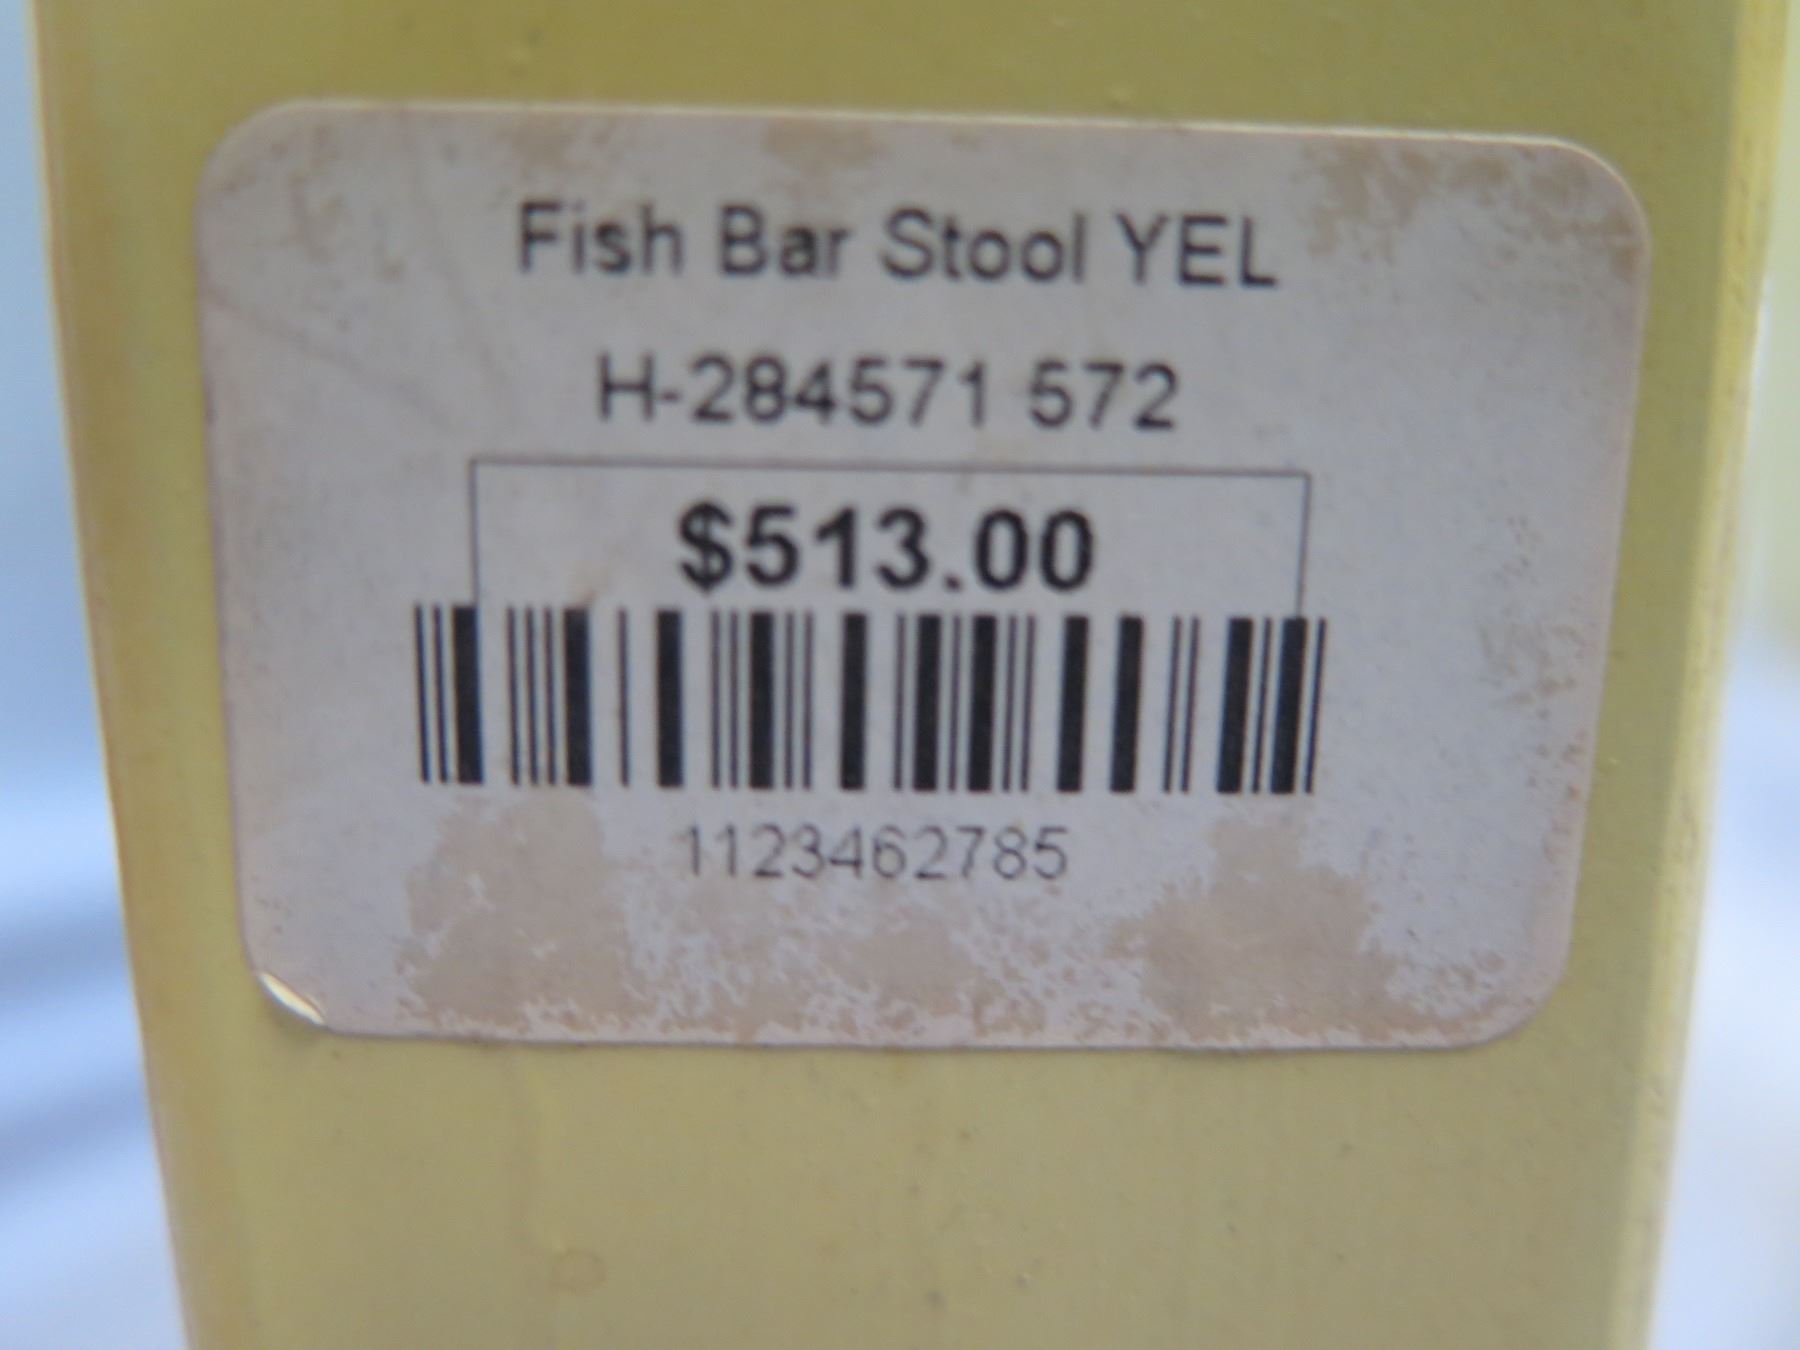 Fish Bar Stool YEL
H-284571 572
$513.00
1123462785